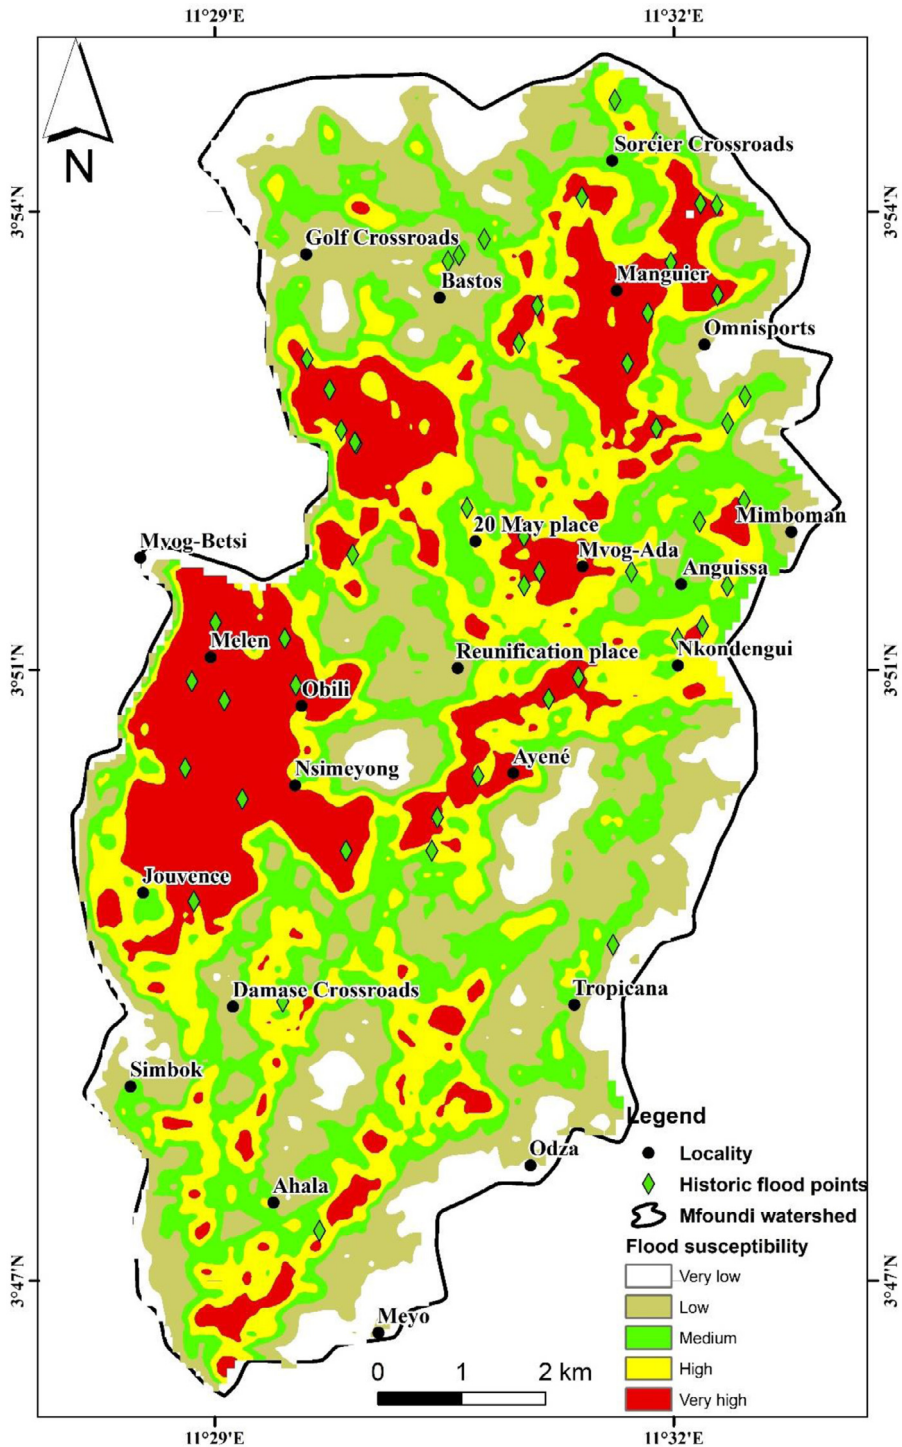 11°29'E 11°32'E
N
Sorcier Crossroads
3°54'N 3°54'N
Golf Crossroads
Bastos
Manguier
Omnisports
20 May place
Mimboman
Mvog-Betsi
Mvog-Ada
Anguissa
Melen
Reunification place
Nkondengui
3°51'N 3°51'N
Obili
Ayené
Nsimeyong
Jouvence
Damase Crossroads
Tropicana
Simbok
Legend
Odza
Locality
Ahala
Historic flood points
Mfoundi watershed
Flood susceptibility
3°47'N 3°47'N
Very low
Low
Meyo
Medium
0 1 2 km
High
Very high
11°29'E 11°32'E